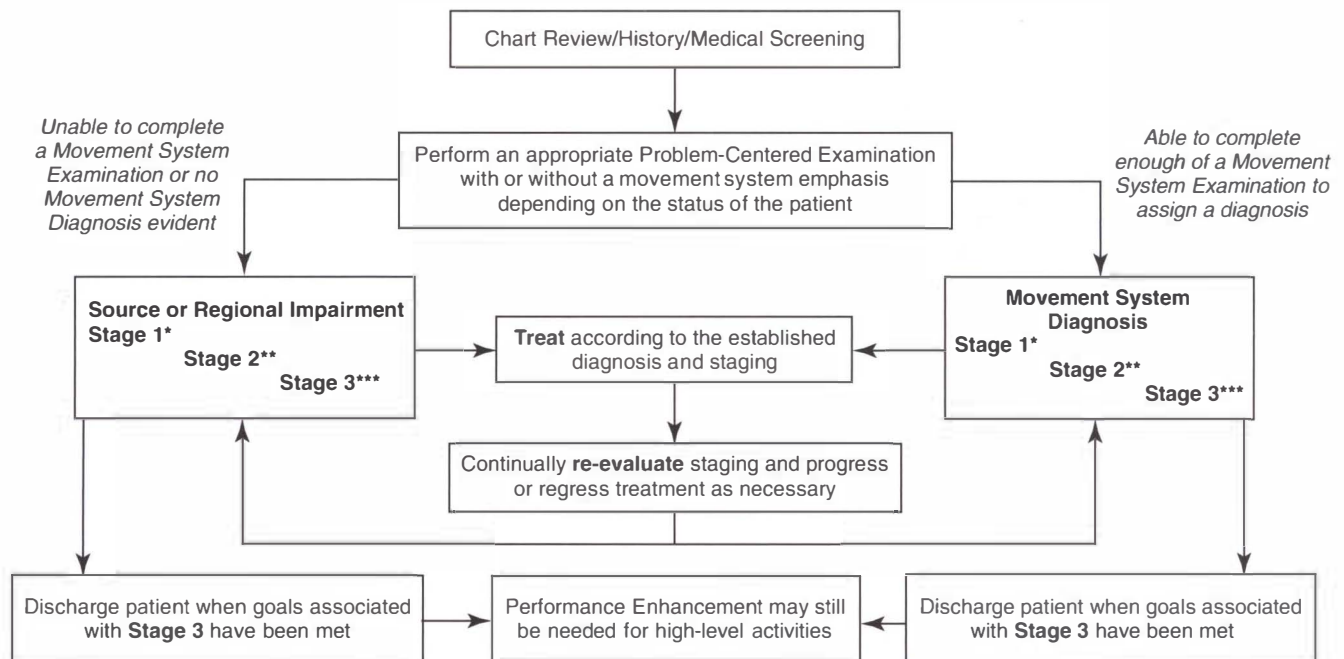 Chart Review/History/Medical Screening
Unable to complete
a Movement System
Examination or no
Movement System
Diagnosis evident
Perform an appropriate Problem-Centered Examination
with or without a movement system emphasis
depending on the status of the patient
Able to complete
enough of a Movement
System Examination to
assign a diagnosis
Source or Regional Impairment
Stage 1*
Stage 2**
Stage 3***
Treat according to the established
diagnosis and staging
Movement System
Diagnosis
Stage 1*
Stage 2**
Stage 3***
Continually re-evaluate staging and progress
or regress treatment as necessary
Discharge patient when goals associated
with Stage 3 have been met
Performance Enhancement may still
be needed for high-level activities
Discharge patient when goals associated
with Stage 3 have been met